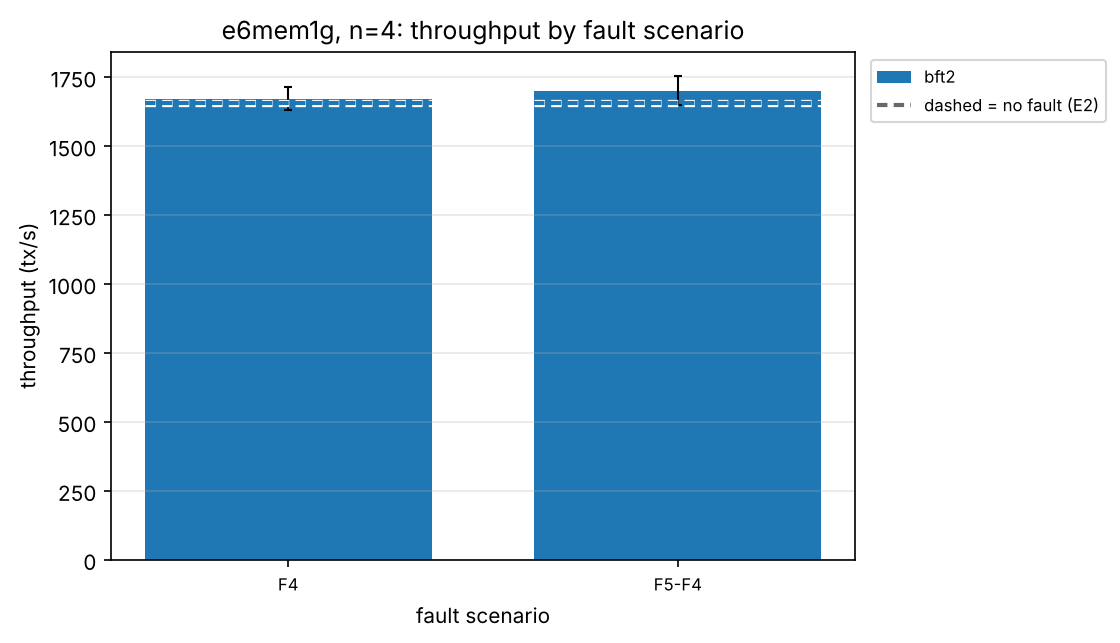 e6mem1g, n=4: throughput by fault scenario
bft2
dashed = no fault (E2)
throughput (tx/s)
1750
1500
1250
1000
750
500
250
0
F4
F5-F4
fault scenario